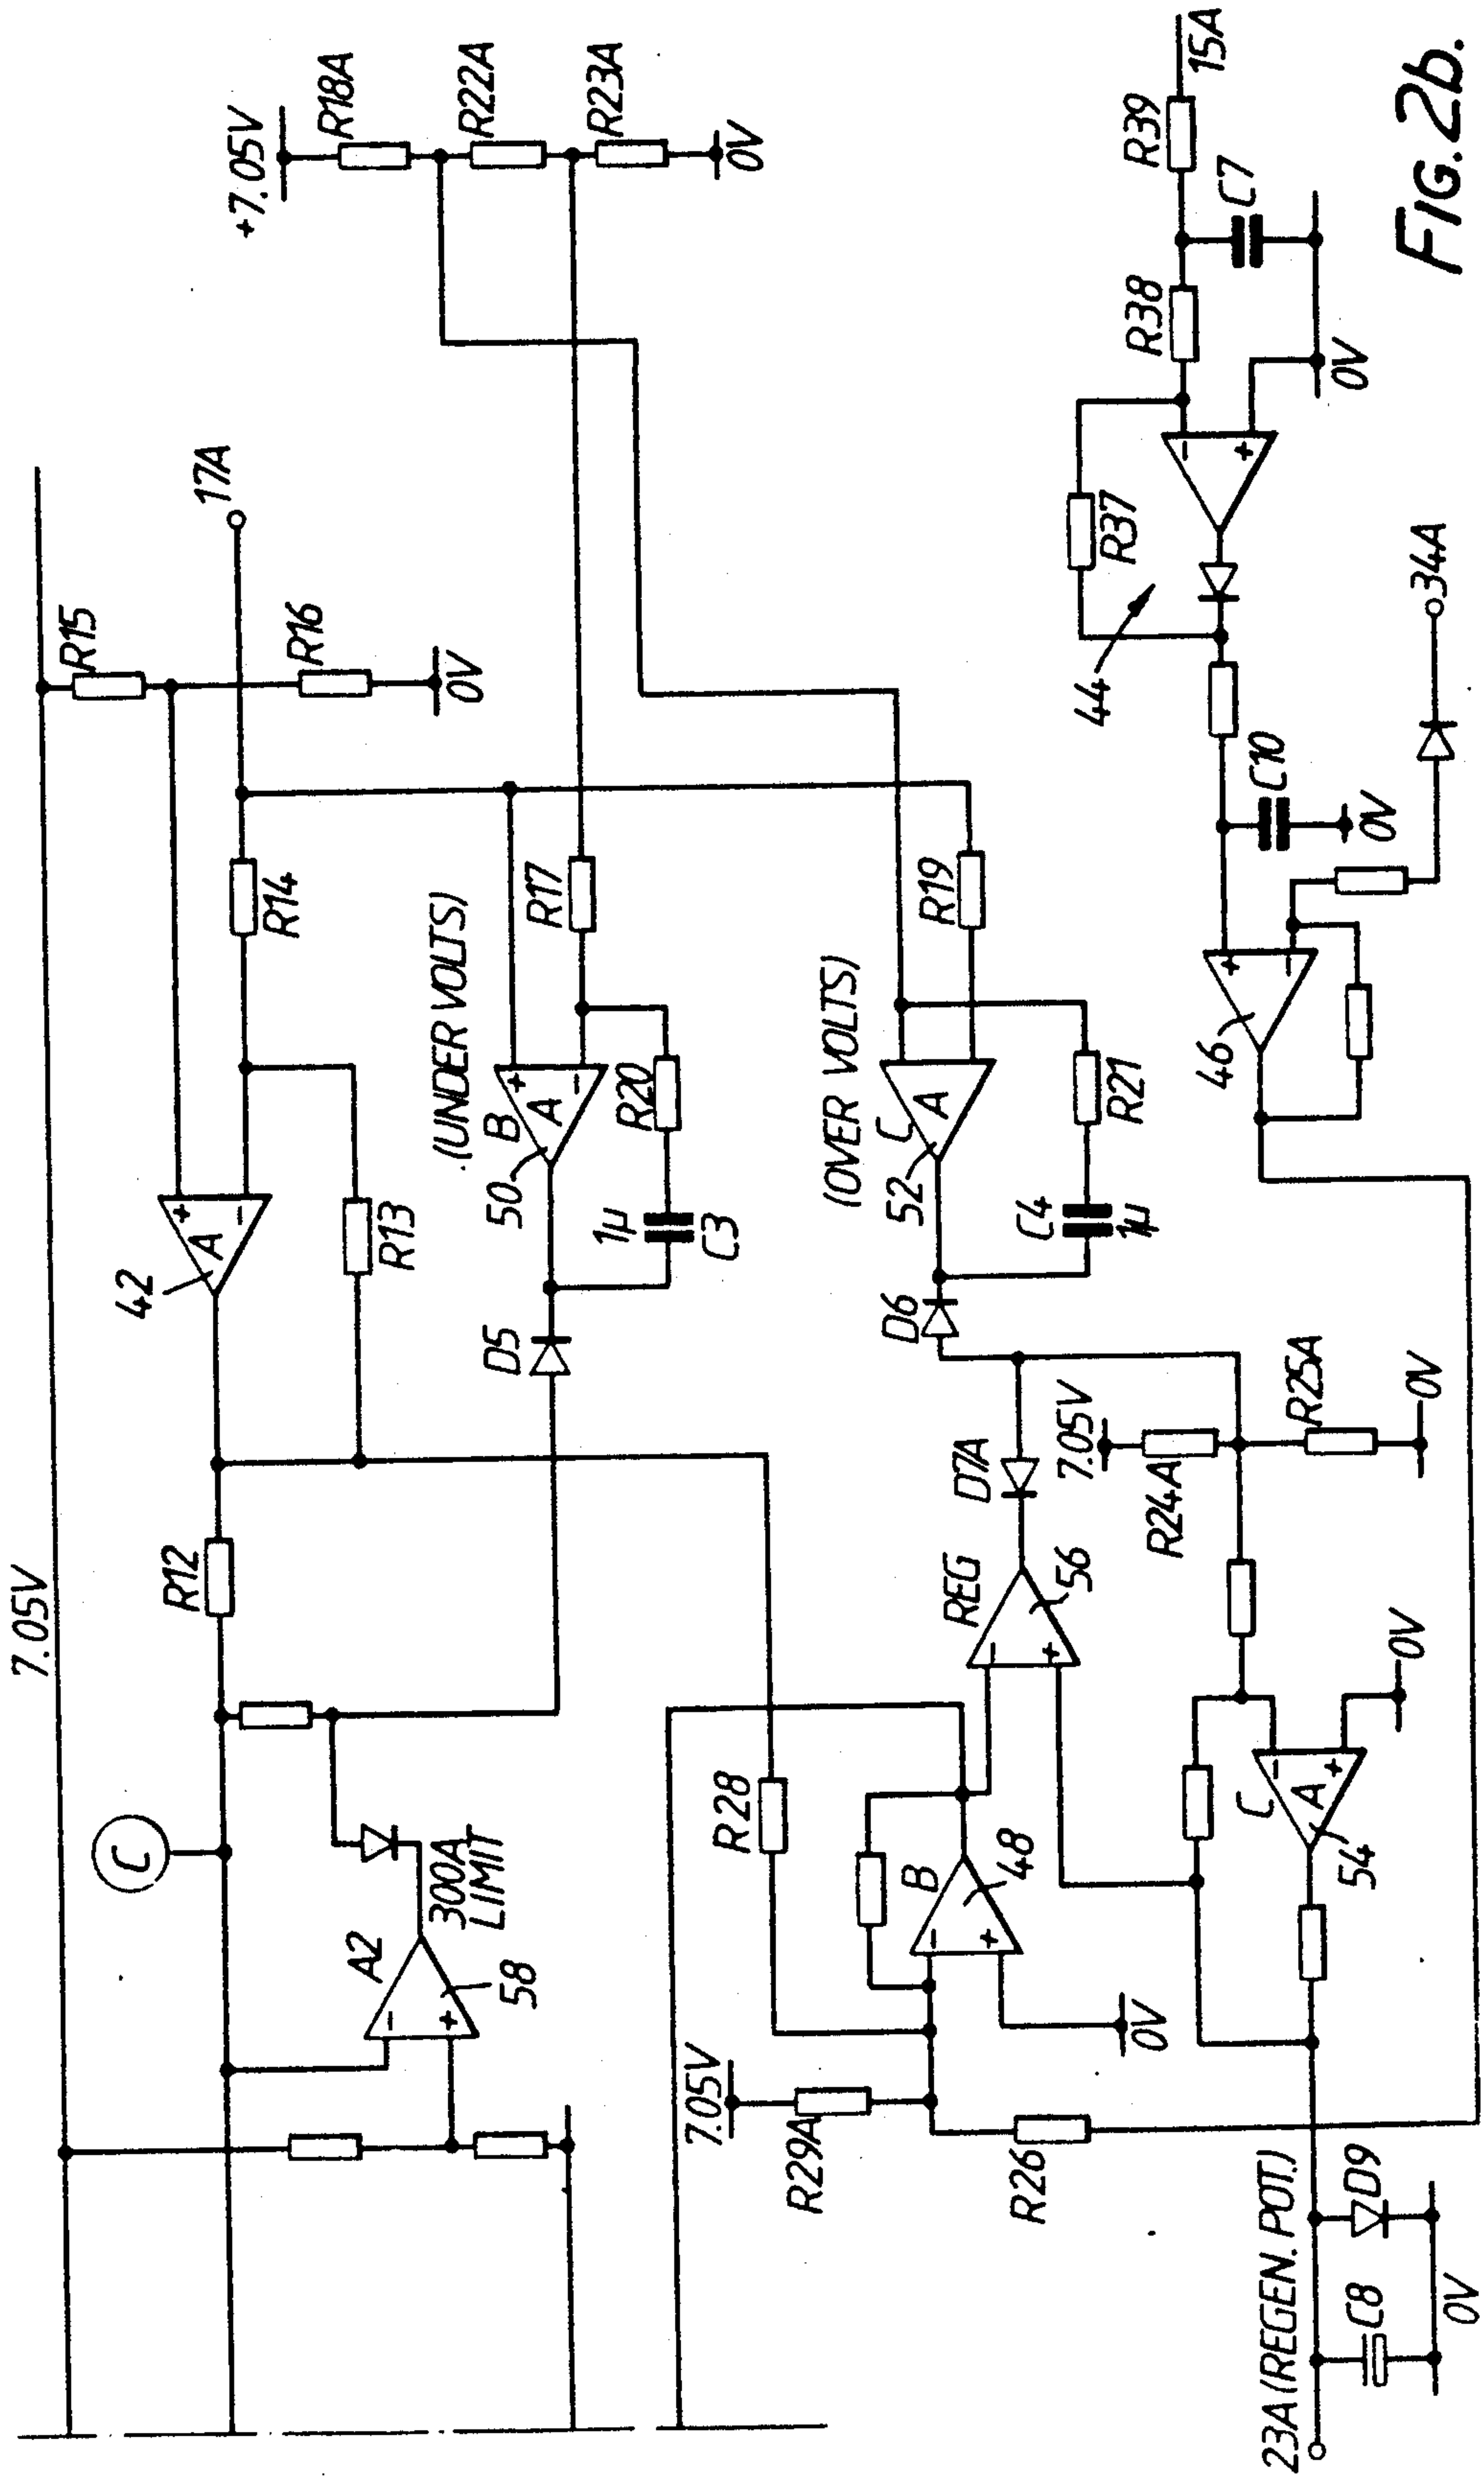 7.05V
C
R12
42
A
+
−
R13
R14
R15
R16
0V
17A
+7.05V
R18A
R22A
R23A
0V
A2
−
+
58
300A
LIMIT
D5
(UNDER VOLTS)
B
A
+
−
50
1µ
C3
R20
R17
(OVER VOLTS)
C
A
52
C4
1µ
R21
R19
D6
7.05V
R29A
R28
R26
B
−
+
48
0V
REG
−
+
56
D7A
7.05V
R24A
R25A
0V
C
A
−
+
54
0V
23A (REGEN. POT.)
C8
D9
0V
46
+
−
C10
0V
34A
44
R37
−
+
R38
R39
C7
0V
15A
FIG. 2b.